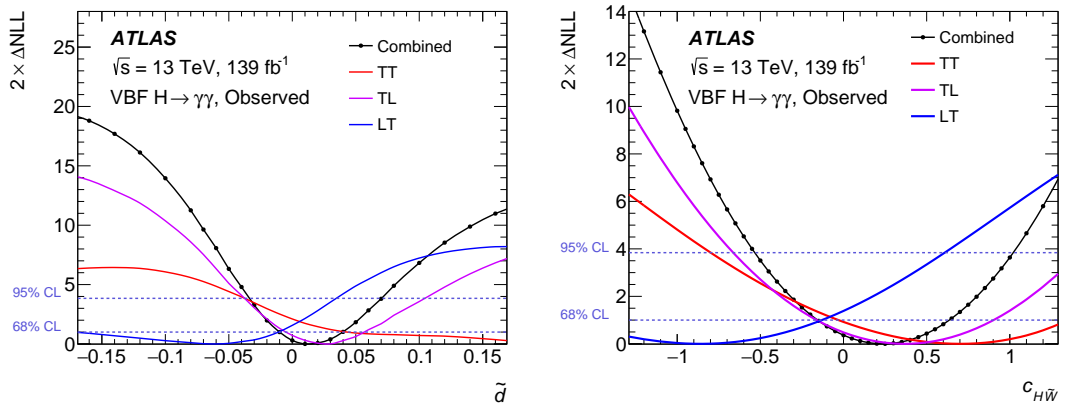 2 × ΔNLL
ATLAS
√s = 13 TeV, 139 fb⁻¹
VBF H→γγ, Observed
Combined
TT
TL
LT
25
20
15
10
5
0
95% CL
68% CL
−0.15 −0.1 −0.05 0 0.05 0.1 0.15
d̃
2 × ΔNLL
ATLAS
√s = 13 TeV, 139 fb⁻¹
VBF H→γγ, Observed
Combined
TT
TL
LT
14
12
10
8
6
4
2
0
95% CL
68% CL
−1 −0.5 0 0.5 1
c_{HW̃}